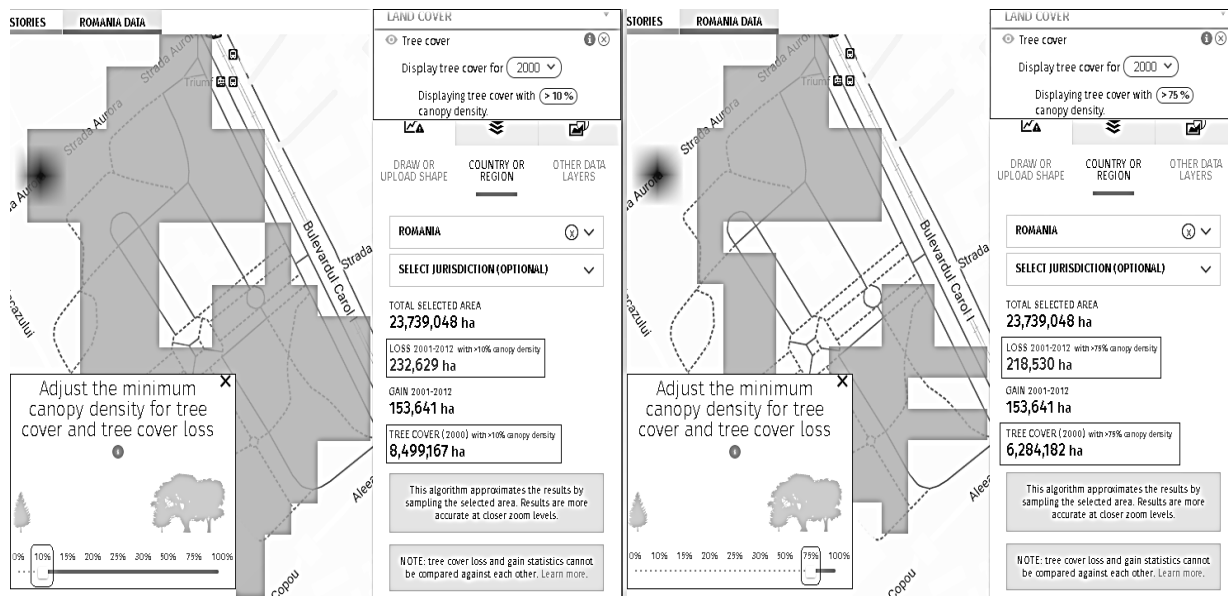 STORIES
ROMANIA DATA
Strada Aurora
Triumf
Strada Aurora
da Aurora
Bulevardul Carol I
Strada
acazului
Aleea
copou
LAND COVER
Tree cover
Display tree cover for 2000
Displaying tree cover with >10%
canopy density.
DRAW OR
UPLOAD SHAPE
COUNTRY OR
REGION
OTHER DATA
LAYERS
ROMANIA
SELECT JURISDICTION (OPTIONAL)
TOTAL SELECTED AREA
23,739,048 ha
LOSS 2001-2012 with >10% canopy density
232,629 ha
GAIN 2001-2012
153,641 ha
TREE COVER (2000) with >10% canopy density
8,499,167 ha
This algorithm approximates the results by
sampling the selected area. Results are more
accurate at closer zoom levels.
NOTE: tree cover loss and gain statistics cannot
be compared against each other. Learn more.
Adjust the minimum
canopy density for tree
cover and tree cover loss
0% 10% 15% 20% 25% 30% 50% 75% 100%
STORIES
ROMANIA DATA
Strada Aurora
Triumf
Strada Aurora
da Aurora
Bulevardul Carol I
Strada
acazului
Aleea
copou
LAND COVER
Tree cover
Display tree cover for 2000
Displaying tree cover with >75%
canopy density.
DRAW OR
UPLOAD SHAPE
COUNTRY OR
REGION
OTHER DATA
LAYERS
ROMANIA
SELECT JURISDICTION (OPTIONAL)
TOTAL SELECTED AREA
23,739,048 ha
LOSS 2001-2012 with >75% canopy density
218,530 ha
GAIN 2001-2012
153,641 ha
TREE COVER (2000) with >75% canopy density
6,284,182 ha
This algorithm approximates the results by
sampling the selected area. Results are more
accurate at closer zoom levels.
NOTE: tree cover loss and gain statistics cannot
be compared against each other. Learn more.
Adjust the minimum
canopy density for tree
cover and tree cover loss
0% 10% 15% 20% 25% 30% 50% 75% 100%